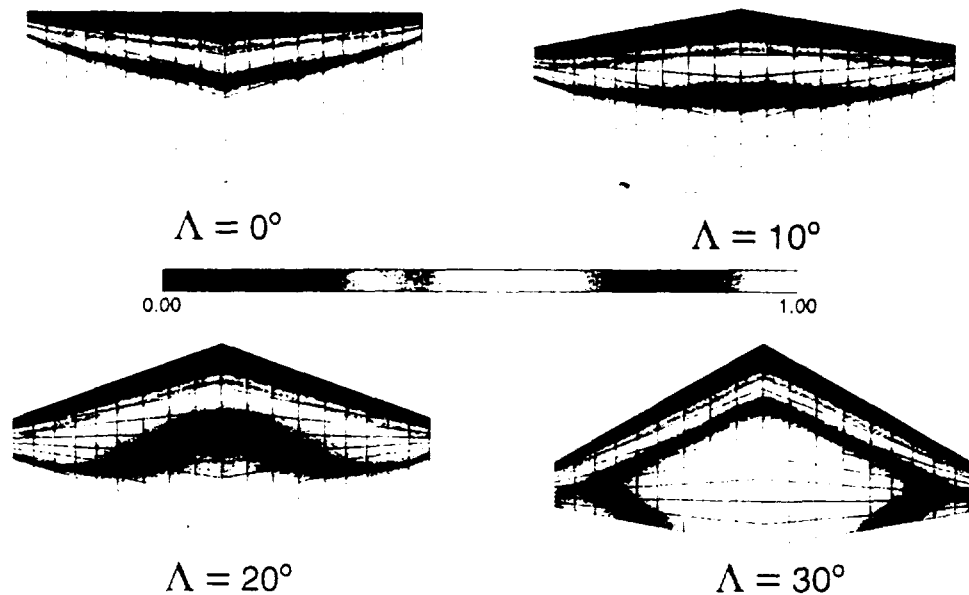 Λ = 0°
Λ = 10°
0.00 1.00
Λ = 20°
Λ = 30°